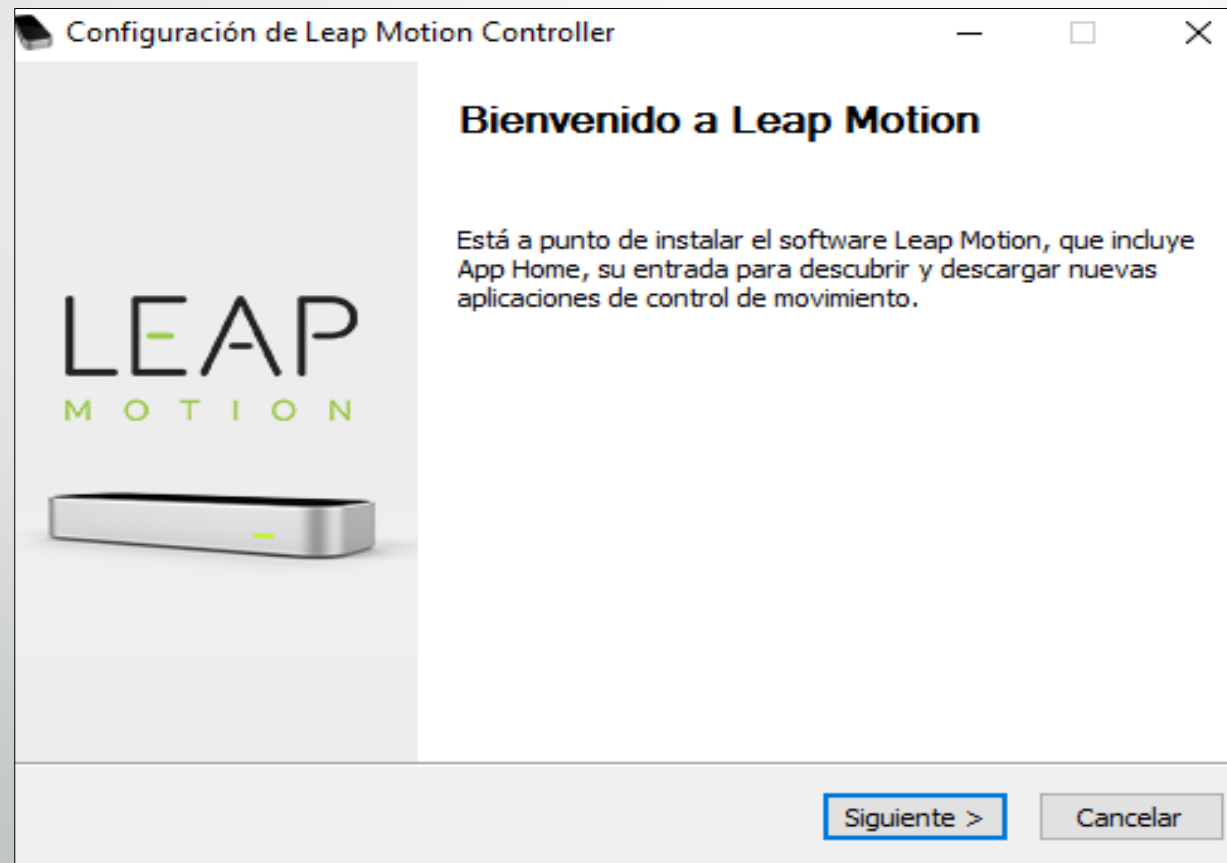 Configuración de Leap Motion Controller
Bienvenido a Leap Motion
Está a punto de instalar el software Leap Motion, que incluye
App Home, su entrada para descubrir y descargar nuevas
aplicaciones de control de movimiento.
LEAP
MOTION
Siguiente >
Cancelar